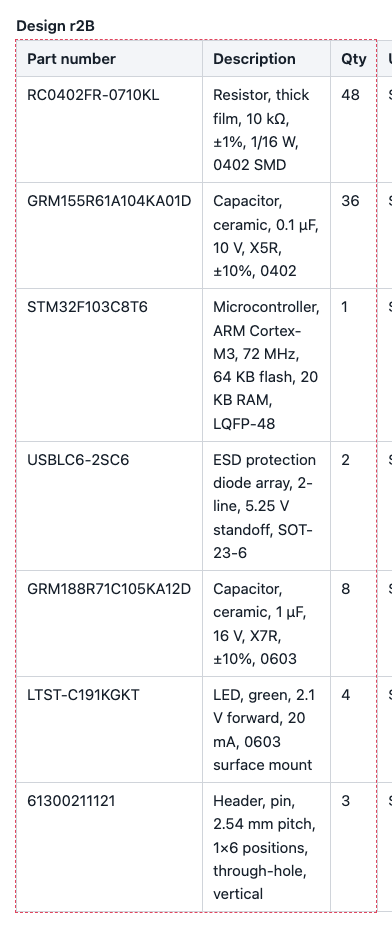 Design r2B
Part number Description Qty
RC0402FR-0710KL Resistor, thick 48
film, 10 kΩ,
±1%, 1/16 W,
0402 SMD
GRM155R61A104KA01D Capacitor, 36
ceramic, 0.1 µF,
10 V, X5R,
±10%, 0402
STM32F103C8T6 Microcontroller, 1
ARM Cortex-
M3, 72 MHz,
64 KB flash, 20
KB RAM,
LQFP-48
USBLC6-2SC6 ESD protection 2
diode array, 2-
line, 5.25 V
standoff, SOT-
23-6
GRM188R71C105KA12D Capacitor, 8
ceramic, 1 µF,
16 V, X7R,
±10%, 0603
LTST-C191KGKT LED, green, 2.1 4
V forward, 20
mA, 0603
surface mount
61300211121 Header, pin, 3
2.54 mm pitch,
1×6 positions,
through-hole,
vertical